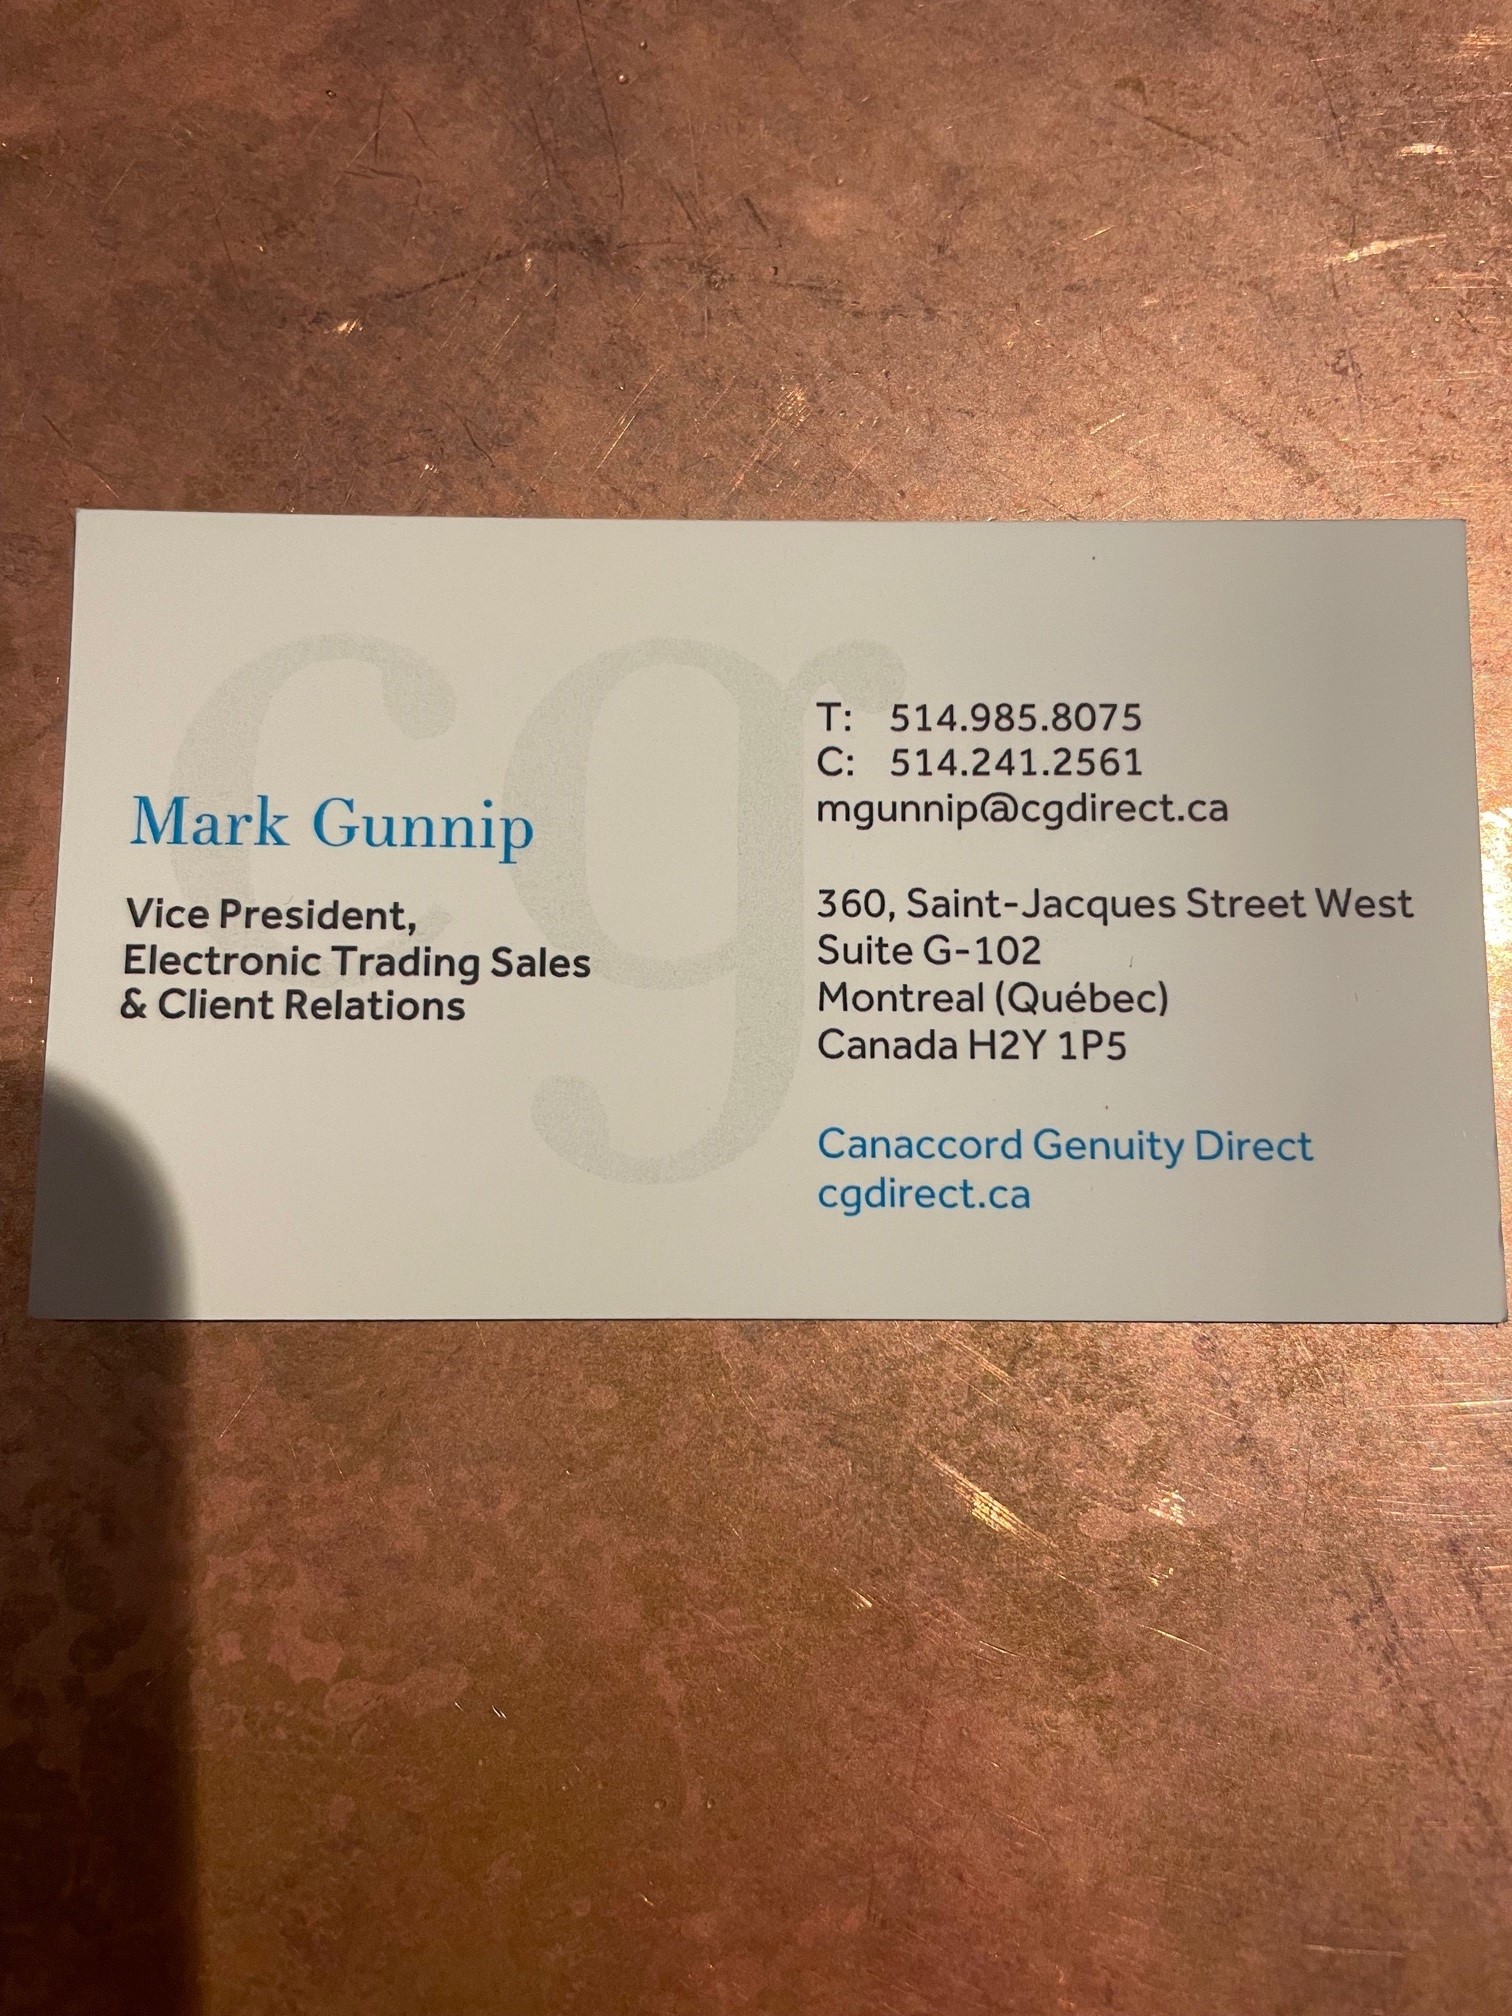 cg
Mark Gunnip
Vice President,
Electronic Trading Sales
& Client Relations
T: 514.985.8075
C: 514.241.2561
mgunnip@cgdirect.ca
360, Saint-Jacques Street West
Suite G-102
Montreal (Québec)
Canada H2Y 1P5
Canaccord Genuity Direct
cgdirect.ca